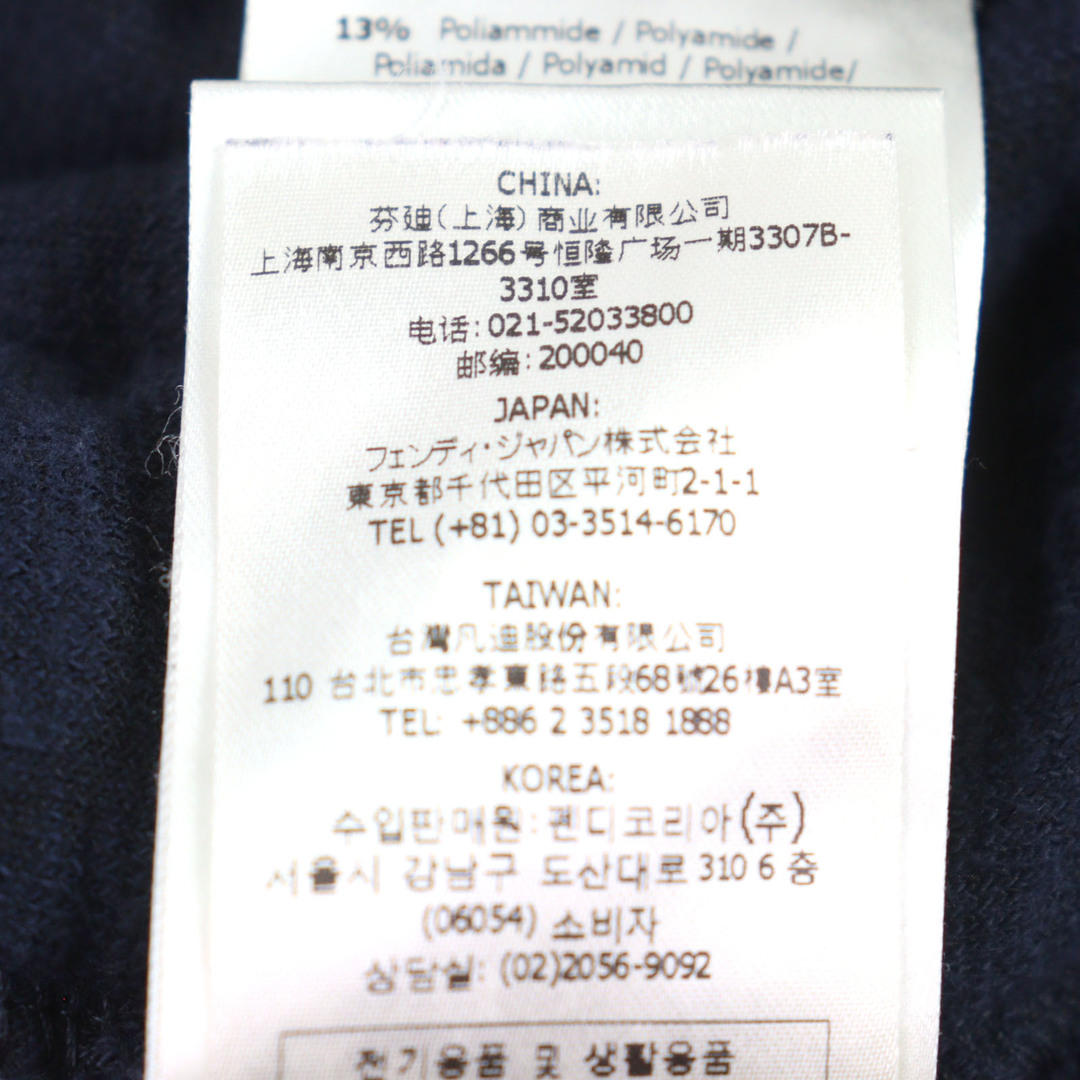 13% Poliammide / Polyamide /
Poliamida / Polyamid / Polyamide/
CHINA:
芬迪(上海)商业有限公司
上海南京西路1266号恒隆广场一期3307B-
3310室
电话:021-52033800
邮编:200040
JAPAN:
フェンディ・ジャパン株式会社
東京都千代田区平河町2-1-1
TEL (+81) 03-3514-6170
TAIWAN:
台灣凡迪股份有限公司
110 台北市忠孝東路五段68號26樓A3室
TEL: +886 2 3518 1888
KOREA:
수입판매원:펜디코리아(주)
서울시 강남구 도산대로 310 6 층
(06054) 소비자
상담실: (02)2056-9092
전기용품 및 생활용품